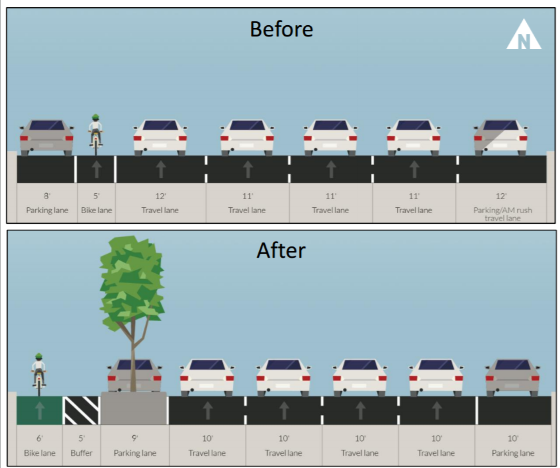 Before
N
8' 5' 12' 11' 11' 11' 12'
Parking lane Bike lane Travel lane Travel lane Travel lane Travel lane Parking/AM rush
travel lane
After
6' 5' 9' 10' 10' 10' 10' 10'
Bike lane Buffer Parking lane Travel lane Travel lane Travel lane Travel lane Parking lane